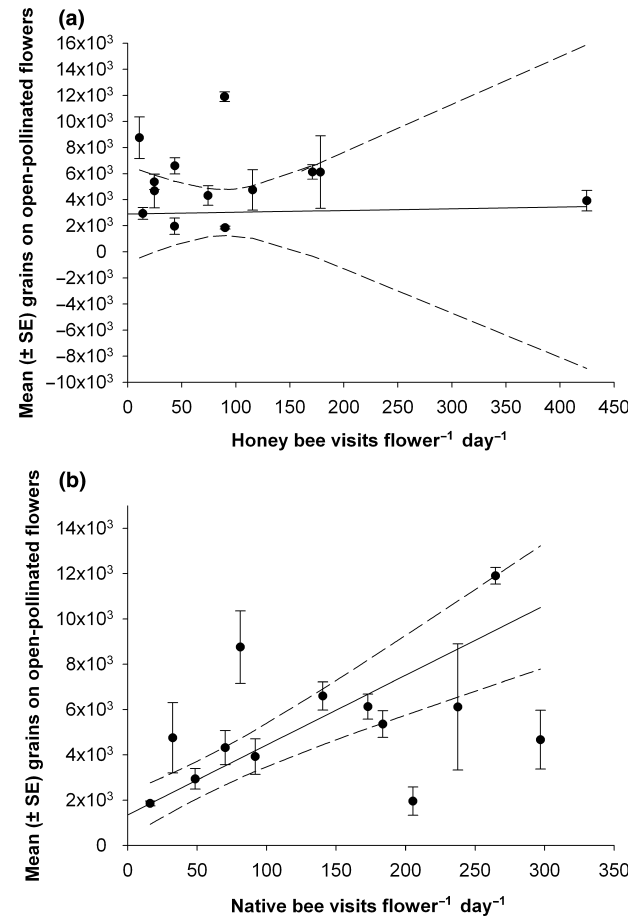 (a)
Mean (± SE) grains on open-pollinated flowers
16x10³
14x10³
12x10³
10x10³
8x10³
6x10³
4x10³
2x10³
0
−2x10³
−4x10³
−6x10³
−8x10³
−10x10³
0 50 100 150 200 250 300 350 400 450
Honey bee visits flower⁻¹ day⁻¹
(b)
Mean (± SE) grains on open-pollinated flowers
14x10³
12x10³
10x10³
8x10³
6x10³
4x10³
2x10³
0
0 50 100 150 200 250 300 350
Native bee visits flower⁻¹ day⁻¹